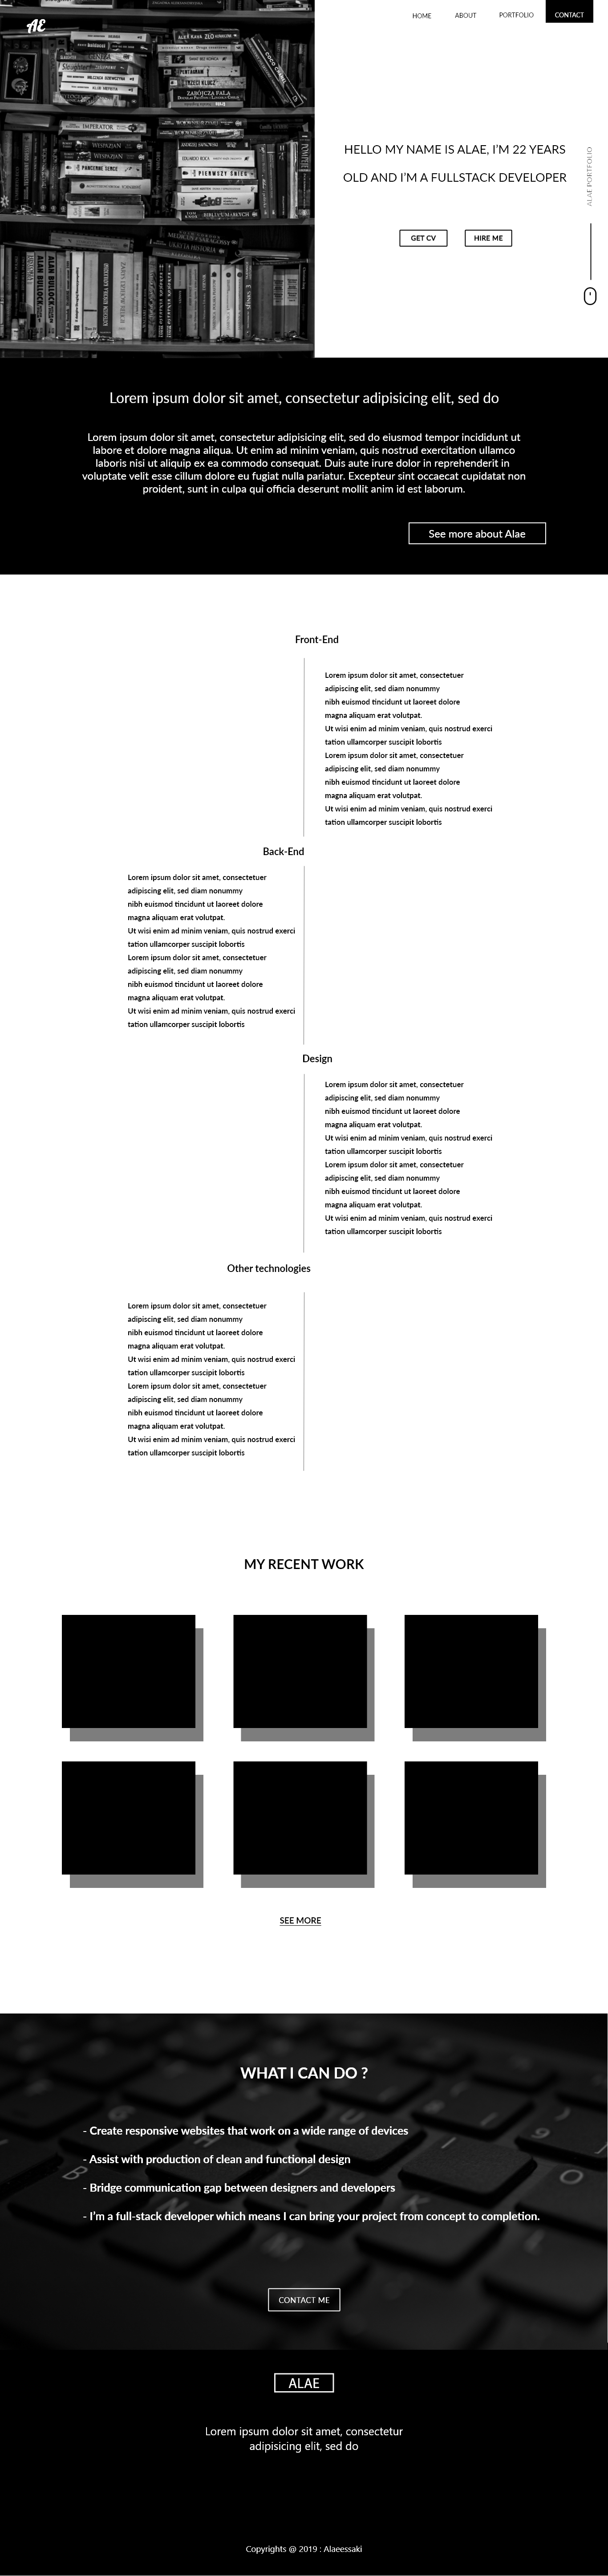 AE
HOME
ABOUT
PORTFOLIO
CONTACT
ALAE PORTFOLIO
HELLO MY NAME IS ALAE, I'M 22 YEARS
OLD AND I'M A FULLSTACK DEVELOPER
GET CV
HIRE ME
IMPERATOR
WESPAZJAN
ZABÓJCZA PALA
PIERWSZY ŚNIEG
ALAN BULLOCK
Lorem ipsum dolor sit amet, consectetur adipisicing elit, sed do
Lorem ipsum dolor sit amet, consectetur adipisicing elit, sed do eiusmod tempor incididunt ut
labore et dolore magna aliqua. Ut enim ad minim veniam, quis nostrud exercitation ullamco
laboris nisi ut aliquip ex ea commodo consequat. Duis aute irure dolor in reprehenderit in
voluptate velit esse cillum dolore eu fugiat nulla pariatur. Excepteur sint occaecat cupidatat non
proident, sunt in culpa qui officia deserunt mollit anim id est laborum.
See more about Alae
Front-End
Lorem ipsum dolor sit amet, consectetuer
adipiscing elit, sed diam nonummy
nibh euismod tincidunt ut laoreet dolore
magna aliquam erat volutpat.
Ut wisi enim ad minim veniam, quis nostrud exerci
tation ullamcorper suscipit lobortis
Lorem ipsum dolor sit amet, consectetuer
adipiscing elit, sed diam nonummy
nibh euismod tincidunt ut laoreet dolore
magna aliquam erat volutpat.
Ut wisi enim ad minim veniam, quis nostrud exerci
tation ullamcorper suscipit lobortis
Back-End
Lorem ipsum dolor sit amet, consectetuer
adipiscing elit, sed diam nonummy
nibh euismod tincidunt ut laoreet dolore
magna aliquam erat volutpat.
Ut wisi enim ad minim veniam, quis nostrud exerci
tation ullamcorper suscipit lobortis
Lorem ipsum dolor sit amet, consectetuer
adipiscing elit, sed diam nonummy
nibh euismod tincidunt ut laoreet dolore
magna aliquam erat volutpat.
Ut wisi enim ad minim veniam, quis nostrud exerci
tation ullamcorper suscipit lobortis
Design
Lorem ipsum dolor sit amet, consectetuer
adipiscing elit, sed diam nonummy
nibh euismod tincidunt ut laoreet dolore
magna aliquam erat volutpat.
Ut wisi enim ad minim veniam, quis nostrud exerci
tation ullamcorper suscipit lobortis
Lorem ipsum dolor sit amet, consectetuer
adipiscing elit, sed diam nonummy
nibh euismod tincidunt ut laoreet dolore
magna aliquam erat volutpat.
Ut wisi enim ad minim veniam, quis nostrud exerci
tation ullamcorper suscipit lobortis
Other technologies
Lorem ipsum dolor sit amet, consectetuer
adipiscing elit, sed diam nonummy
nibh euismod tincidunt ut laoreet dolore
magna aliquam erat volutpat.
Ut wisi enim ad minim veniam, quis nostrud exerci
tation ullamcorper suscipit lobortis
Lorem ipsum dolor sit amet, consectetuer
adipiscing elit, sed diam nonummy
nibh euismod tincidunt ut laoreet dolore
magna aliquam erat volutpat.
Ut wisi enim ad minim veniam, quis nostrud exerci
tation ullamcorper suscipit lobortis
MY RECENT WORK
SEE MORE
WHAT I CAN DO ?
- Create responsive websites that work on a wide range of devices
- Assist with production of clean and functional design
- Bridge communication gap between designers and developers
- I'm a full-stack developer which means I can bring your project from concept to completion.
CONTACT ME
ALAE
Lorem ipsum dolor sit amet, consectetur
adipisicing elit, sed do
Copyrights @ 2019 : Alaeessaki